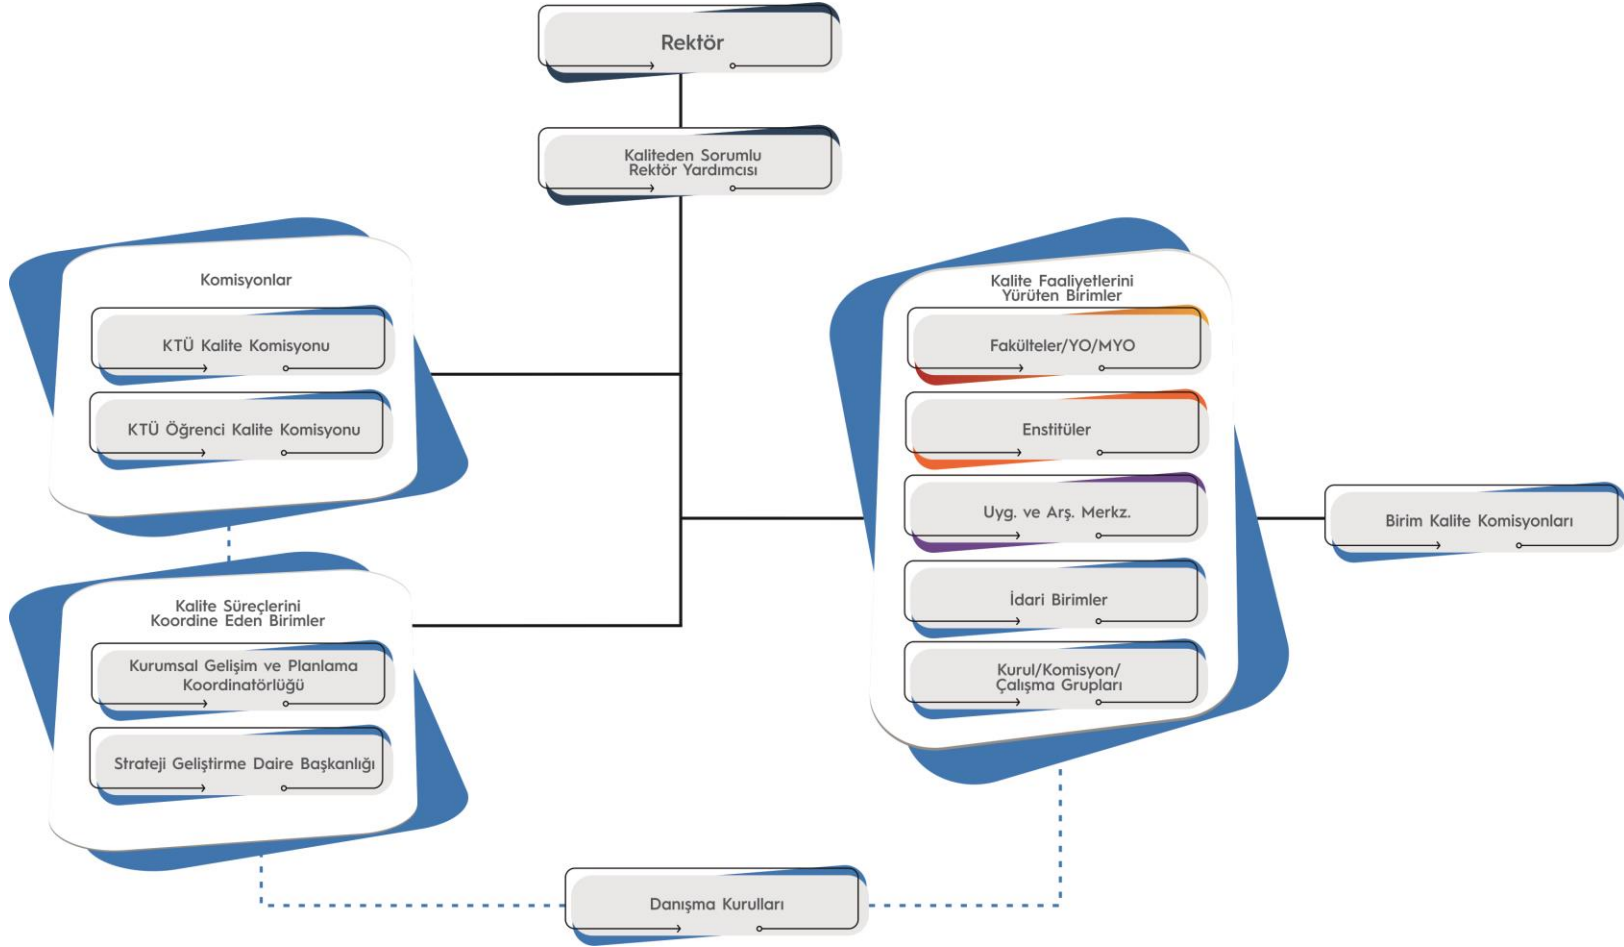 Rektör
Kaliteden Sorumlu
Rektör Yardımcısı
Komisyonlar
KTÜ Kalite Komisyonu
KTÜ Öğrenci Kalite Komisyonu
Kalite Süreçlerini
Koordine Eden Birimler
Kurumsal Gelişim ve Planlama
Koordinatörlüğü
Strateji Geliştirme Daire Başkanlığı
Kalite Faaliyetlerini
Yürüten Birimler
Fakülteler/YO/MYO
Enstitüler
Uyg. ve Arş. Merkz.
İdari Birimler
Kurul/Komisyon/
Çalışma Grupları
Birim Kalite Komisyonları
Danışma Kurulları